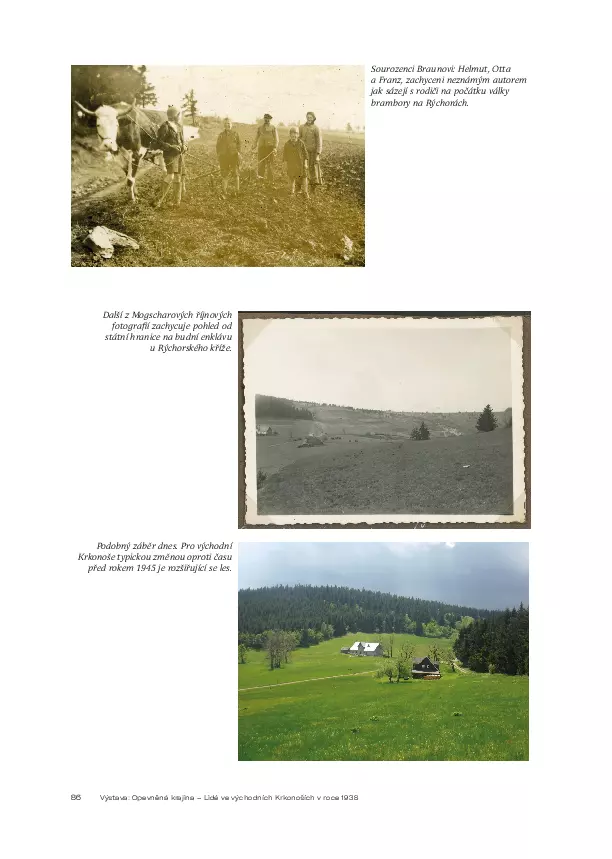 Sourozenci Braunovi: Helmut, Otta
a Franz, zachyceni neznámým autorem
jak sázejí s rodiči na počátku války
brambory na Rýchorách.
Další z Mogscharových říjnových
fotografií zachycuje pohled od
státní hranice na budní enklávu
u Rýchorského kříže.
Podobný záběr dnes. Pro východní
Krkonoše typickou změnou oproti času
před rokem 1945 je rozšiřující se les.
86 Výstava: Opevněná krajina – Lidé ve východních Krkonoších v roce 1938